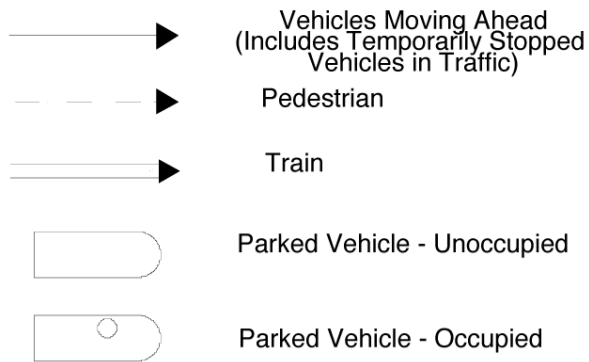 Vehicles Moving Ahead
(Includes Temporarily Stopped
Vehicles in Traffic)
Pedestrian
Train
Parked Vehicle - Unoccupied
Parked Vehicle - Occupied